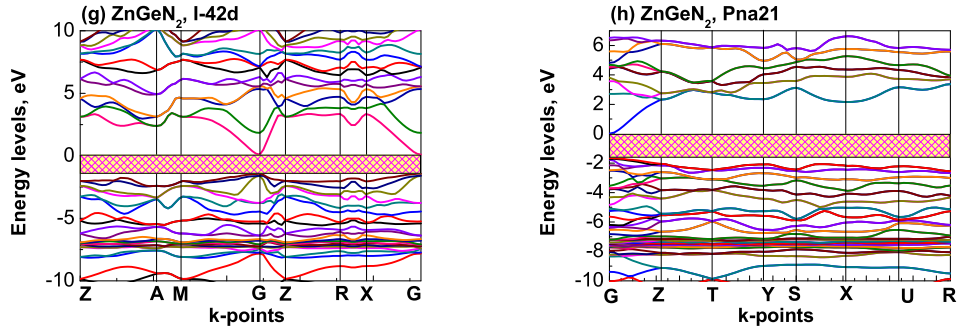 (g) ZnGeN2, I-42d
Energy levels, eV
10
5
0
-5
-10
Z A M G Z R X G
k-points
(h) ZnGeN2, Pna21
Energy levels, eV
6
4
2
0
-2
-4
-6
-8
-10
G Z T Y S X U R
k-points